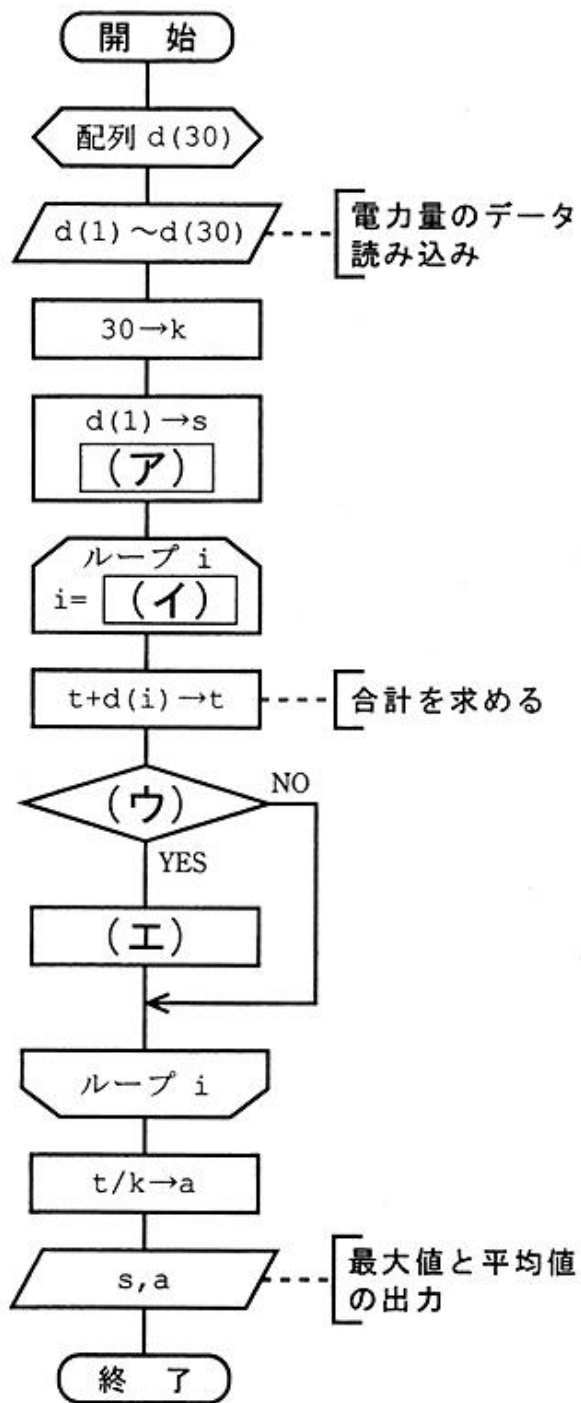 開 始
配列 d(30)
d(1)～d(30)
電力量のデータ
読み込み
30→k
d(1)→s
(ア)
ループ i
i= (イ)
t+d(i)→t
合計を求める
(ウ)
NO
YES
(エ)
ループ i
t/k→a
s,a
最大値と平均値
の出力
終 了